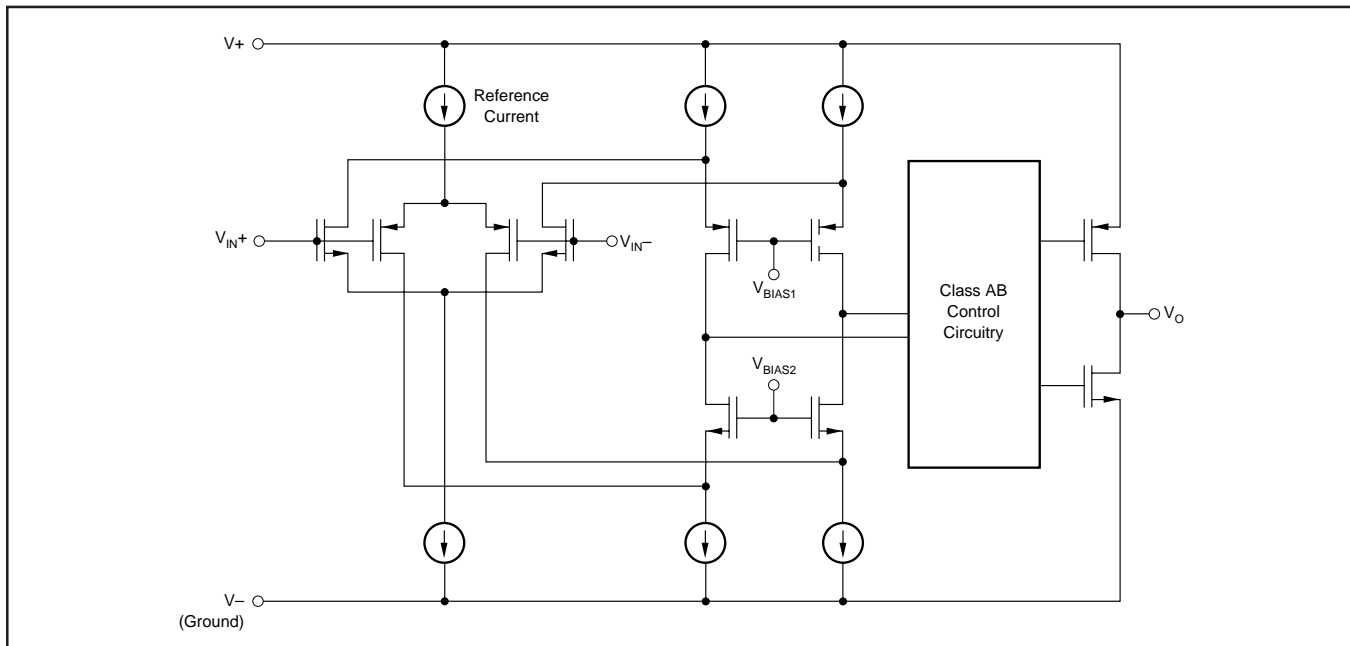 V+
Reference
Current
V_IN+
V_IN–
V_BIAS1
V_BIAS2
Class AB
Control
Circuitry
V_O
V–
(Ground)